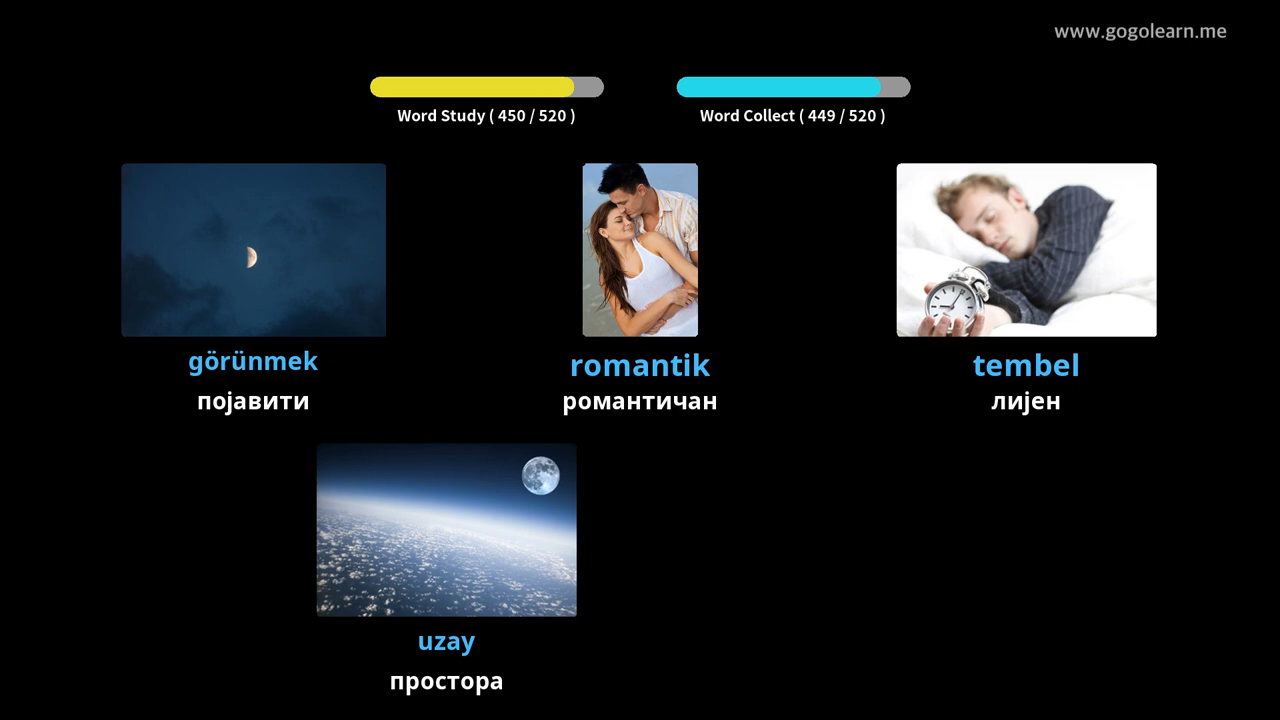 www.gogolearn.me
Word Study ( 450 / 520 )
Word Collect ( 449 / 520 )
görünmek
појавити
romantik
романтичан
tembel
лијен
uzay
простора